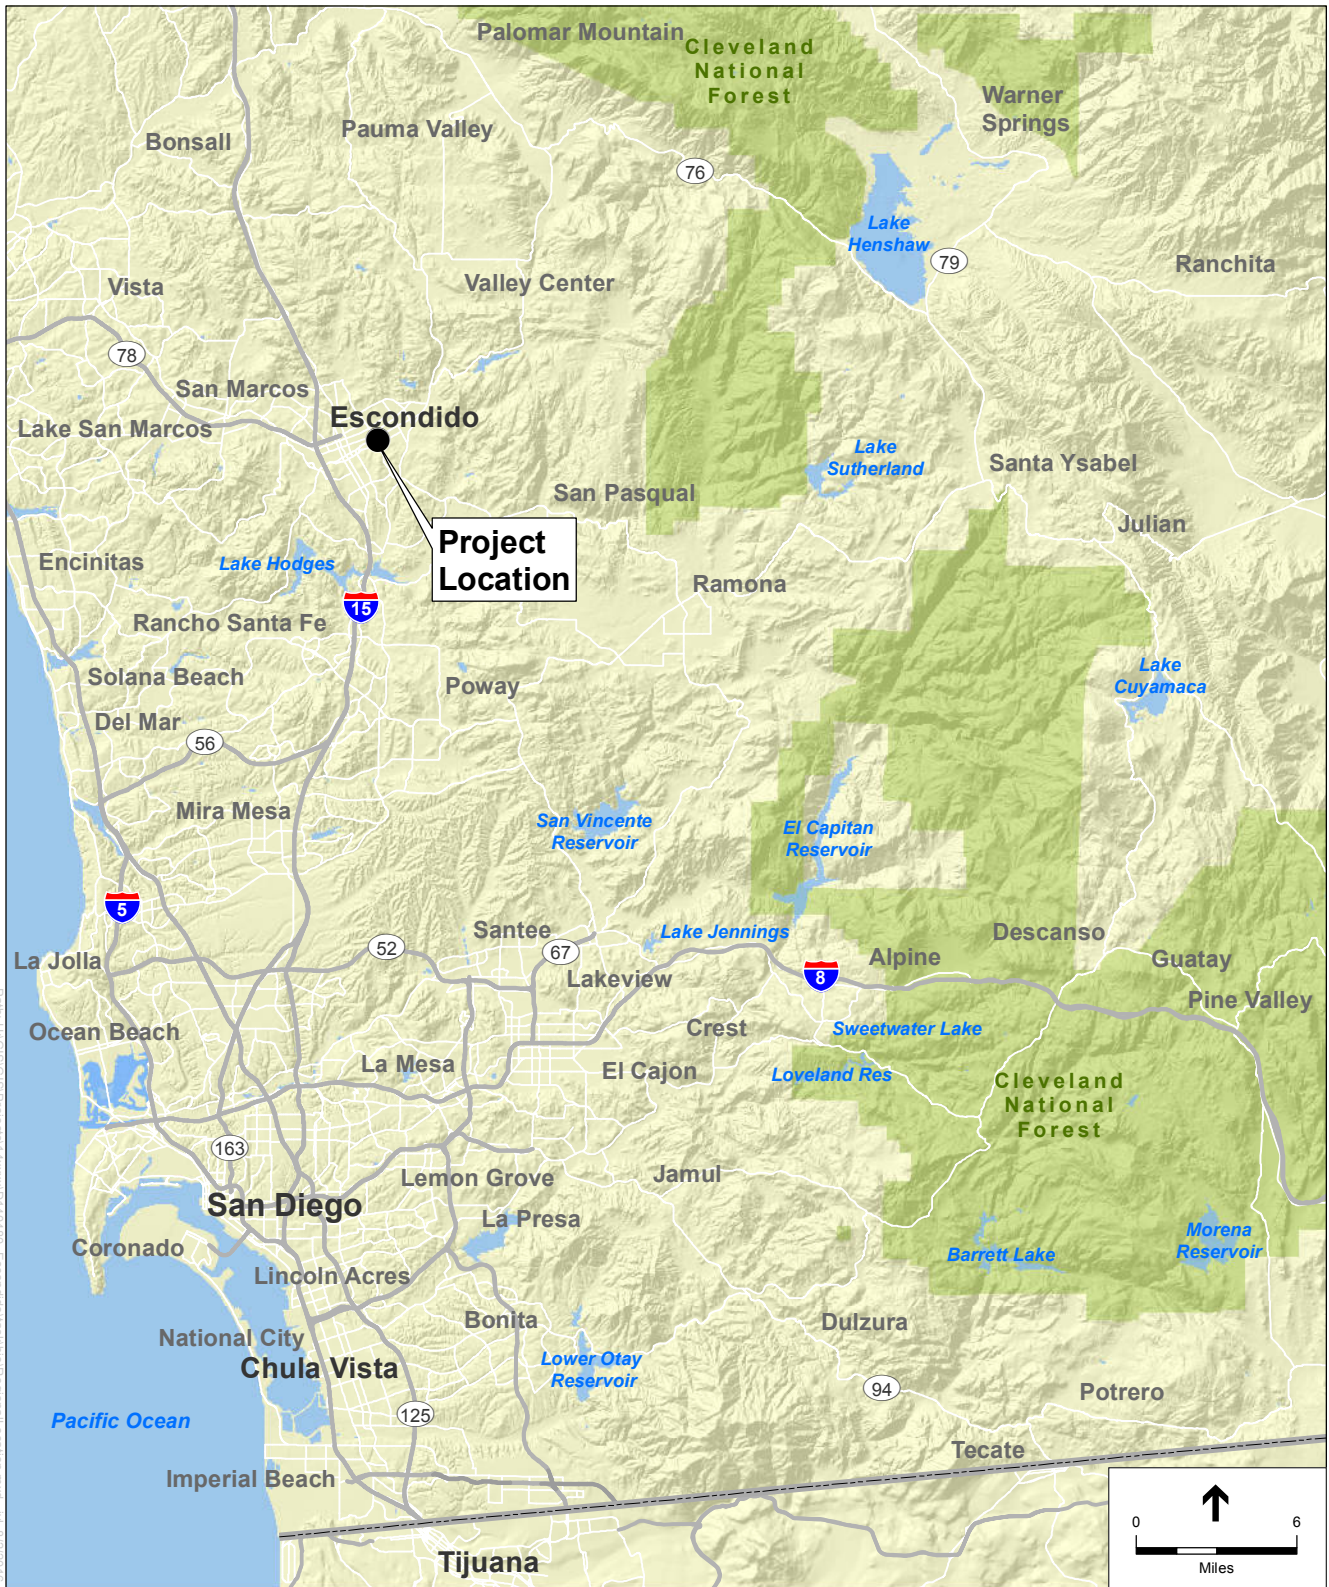 Palomar Mountain
Cleveland
National
Forest
Warner
Springs
Bonsall
Pauma Valley
76
Lake
Henshaw
79
Ranchita
Vista
Valley Center
78
San Marcos
Escondido
Lake San Marcos
Lake
Sutherland
Santa Ysabel
San Pasqual
Julian
Project
Location
Encinitas
Lake Hodges
Ramona
15
Rancho Santa Fe
Solana Beach
Poway
Lake
Cuyamaca
Del Mar
56
Mira Mesa
San Vincente
Reservoir
El Capitan
Reservoir
5
Santee
Lake Jennings
Descanso
52
67
La Jolla
Lakeview
8
Alpine
Guatay
Pine Valley
Ocean Beach
Crest
Sweetwater Lake
La Mesa
El Cajon
Loveland Res
Cleveland
National
Forest
163
Lemon Grove
Jamul
San Diego
La Presa
Coronado
Barrett Lake
Morena
Reservoir
Lincoln Acres
Bonita
Dulzura
National City
Chula Vista
Lower Otay
Reservoir
94
Potrero
Pacific Ocean
125
Tecate
Imperial Beach
Tijuana
0
6
Miles